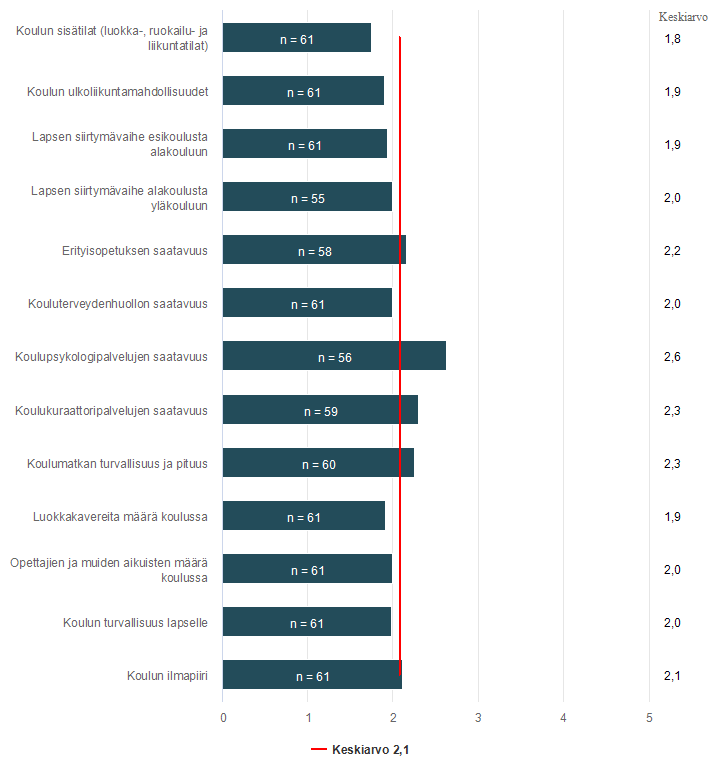 Keskiarvo
Koulun sisätilat (luokka-, ruokailu- ja
liikuntatilat)
n = 61
1,8
Koulun ulkoliikuntamahdollisuudet
n = 61
1,9
Lapsen siirtymävaihe esikoulusta
alakouluun
n = 61
1,9
Lapsen siirtymävaihe alakoulusta
yläkouluun
n = 55
2,0
Erityisopetuksen saatavuus
n = 58
2,2
Kouluterveydenhuollon saatavuus
n = 61
2,0
Koulupsykologipalvelujen saatavuus
n = 56
2,6
Koulukuraattoripalvelujen saatavuus
n = 59
2,3
Koulumatkan turvallisuus ja pituus
n = 60
2,3
Luokkakavereita määrä koulussa
n = 61
1,9
Opettajien ja muiden aikuisten määrä
koulussa
n = 61
2,0
Koulun turvallisuus lapselle
n = 61
2,0
Koulun ilmapiiri
n = 61
2,1
0 1 2 3 4 5
Keskiarvo 2,1